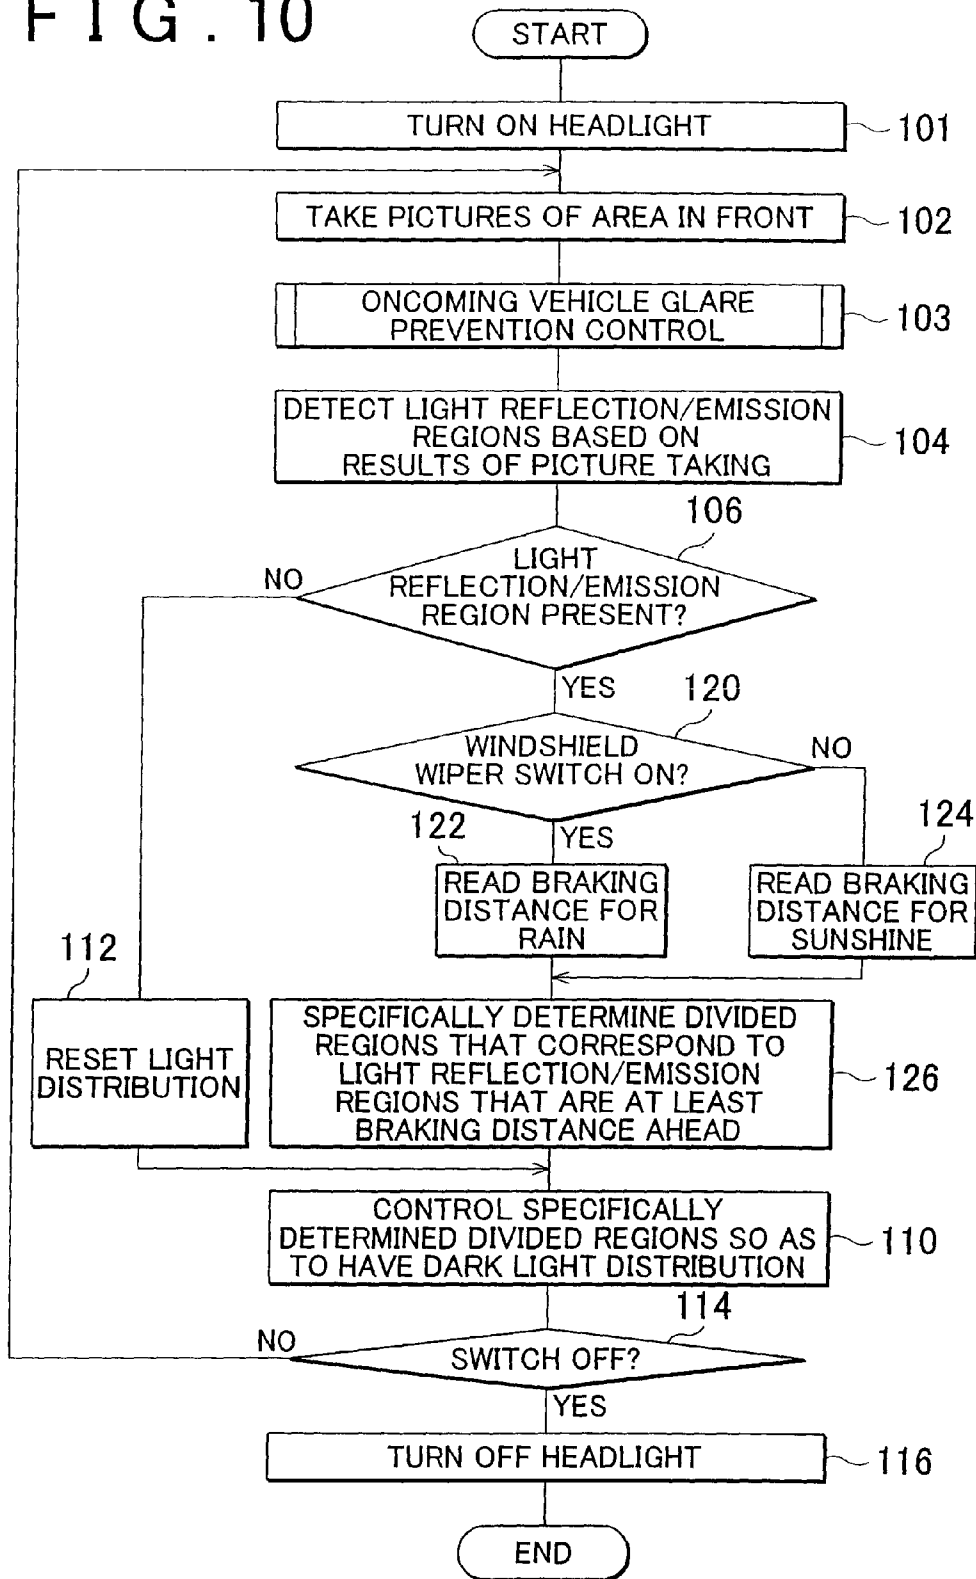 FIG. 10
START
TURN ON HEADLIGHT
101
TAKE PICTURES OF AREA IN FRONT
102
ONCOMING VEHICLE GLARE
PREVENTION CONTROL
103
DETECT LIGHT REFLECTION/EMISSION
REGIONS BASED ON
RESULTS OF PICTURE TAKING
104
106
LIGHT
REFLECTION/EMISSION
REGION PRESENT?
NO
YES
120
WINDSHIELD
WIPER SWITCH ON?
NO
YES
122
READ BRAKING
DISTANCE FOR
RAIN
124
READ BRAKING
DISTANCE FOR
SUNSHINE
112
RESET LIGHT
DISTRIBUTION
SPECIFICALLY DETERMINE DIVIDED
REGIONS THAT CORRESPOND TO
LIGHT REFLECTION/EMISSION
REGIONS THAT ARE AT LEAST
BRAKING DISTANCE AHEAD
126
CONTROL SPECIFICALLY
DETERMINED DIVIDED REGIONS SO AS
TO HAVE DARK LIGHT DISTRIBUTION
110
114
NO
SWITCH OFF?
YES
TURN OFF HEADLIGHT
116
END